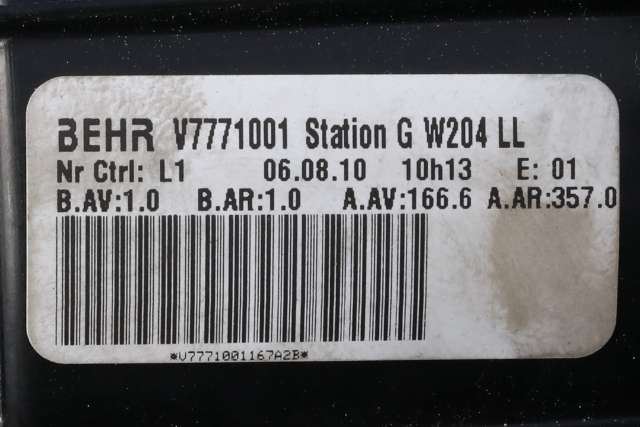 BEHR V7771001 Station G W204 LL
Nr Ctrl: L1 06.08.10 10h13 E: 01
B.AV:1.0 B.AR:1.0 A.AV:166.6 A.AR:357.0
*V7771001167A2B*